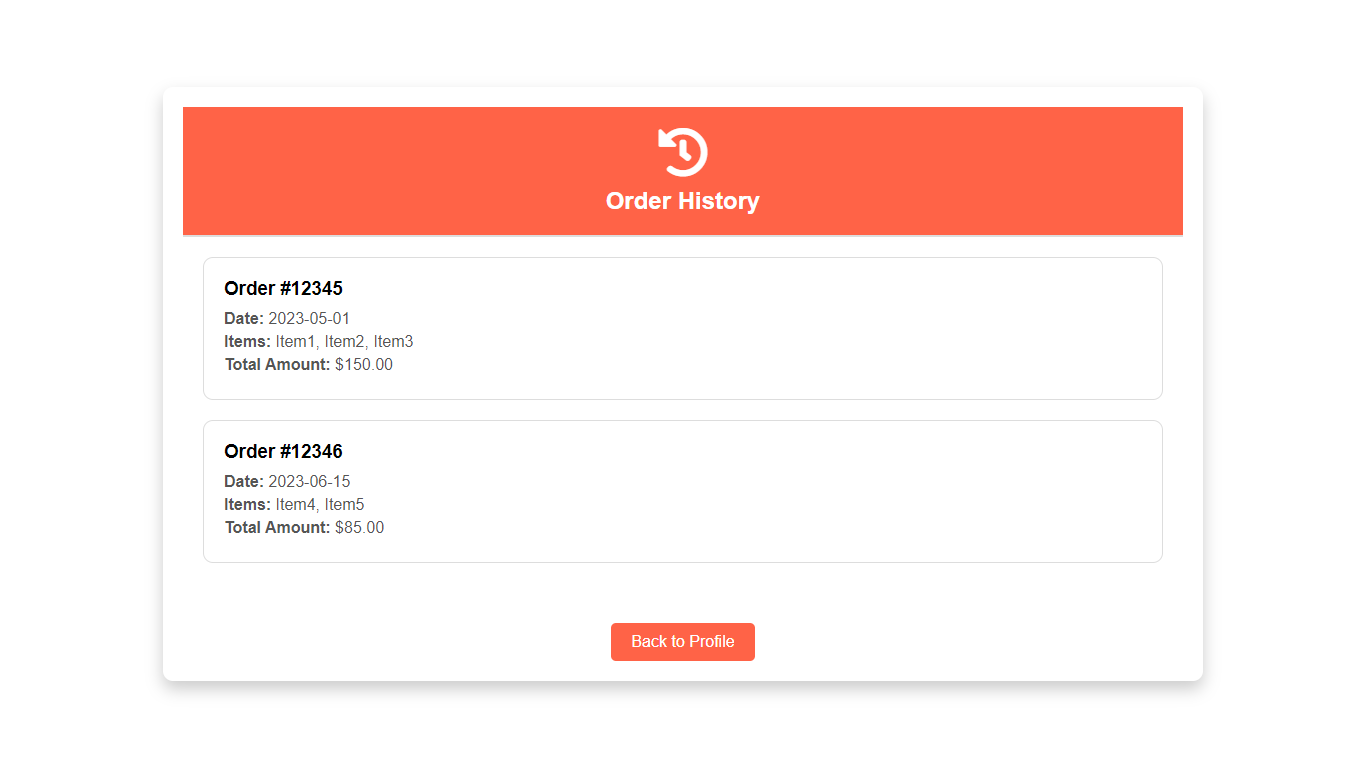 Order History
Order #12345
Date: 2023-05-01
Items: Item1, Item2, Item3
Total Amount: $150.00
Order #12346
Date: 2023-06-15
Items: Item4, Item5
Total Amount: $85.00
Back to Profile